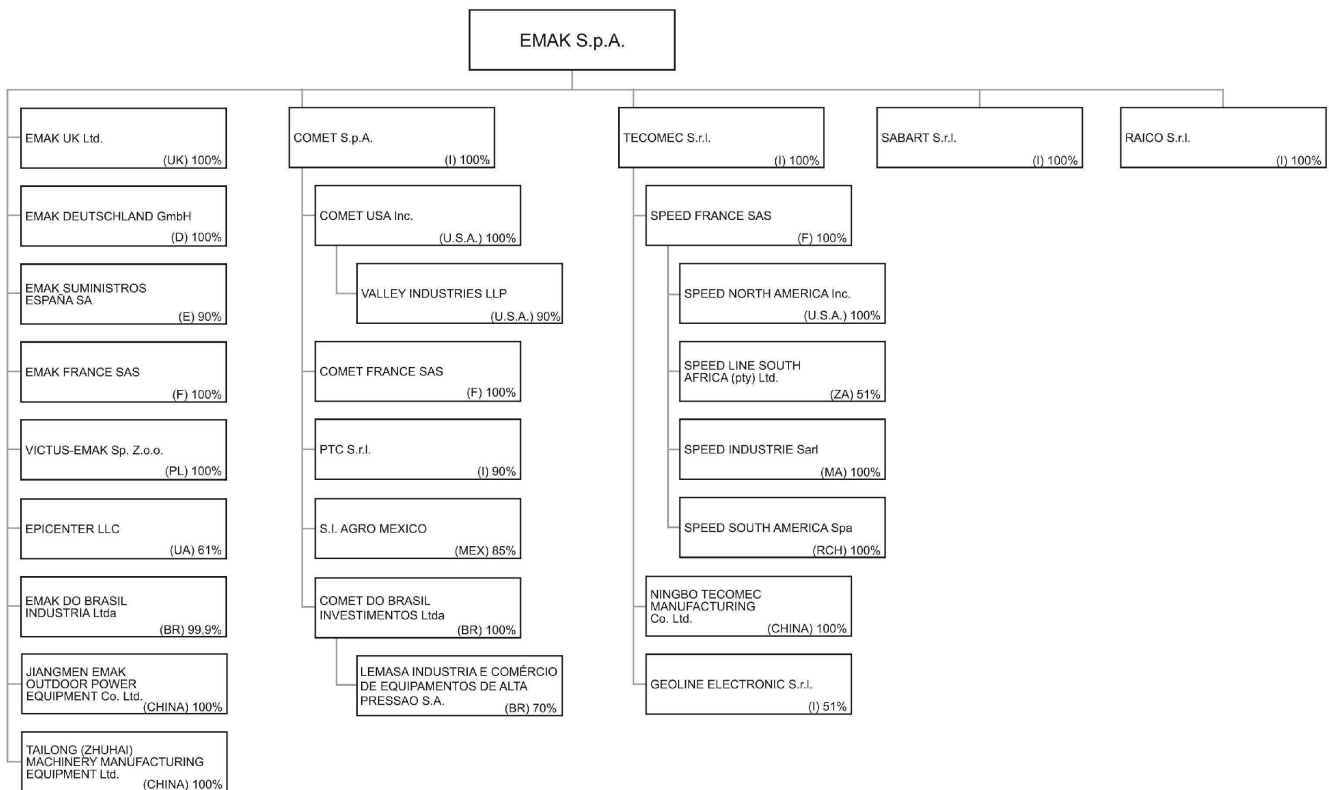 EMAK S.p.A.
EMAK UK Ltd.
(UK) 100%
EMAK DEUTSCHLAND GmbH
(D) 100%
EMAK SUMINISTROS
ESPAÑA SA
(E) 90%
EMAK FRANCE SAS
(F) 100%
VICTUS-EMAK Sp. Z.o.o.
(PL) 100%
EPICENTER LLC
(UA) 61%
EMAK DO BRASIL
INDUSTRIA Ltda
(BR) 99,9%
JIANGMEN EMAK
OUTDOOR POWER
EQUIPMENT Co. Ltd.
(CHINA) 100%
TAILONG (ZHUHAI)
MACHINERY MANUFACTURING
EQUIPMENT Ltd.
(CHINA) 100%
COMET S.p.A.
(I) 100%
COMET USA Inc.
(U.S.A.) 100%
VALLEY INDUSTRIES LLP
(U.S.A.) 90%
COMET FRANCE SAS
(F) 100%
PTC S.r.l.
(I) 90%
S.I. AGRO MEXICO
(MEX) 85%
COMET DO BRASIL
INVESTIMENTOS Ltda
(BR) 100%
LEMASA INDUSTRIA E COMÉRCIO
DE EQUIPAMENTOS DE ALTA
PRESSAO S.A.
(BR) 70%
TECOMEC S.r.l.
(I) 100%
SPEED FRANCE SAS
(F) 100%
SPEED NORTH AMERICA Inc.
(U.S.A.) 100%
SPEED LINE SOUTH
AFRICA (pty) Ltd.
(ZA) 51%
SPEED INDUSTRIE Sarl
(MA) 100%
SPEED SOUTH AMERICA Spa
(RCH) 100%
NINGBO TECOMEC
MANUFACTURING
Co. Ltd.
(CHINA) 100%
GEOLINE ELECTRONIC S.r.l.
(I) 51%
SABART S.r.l.
(I) 100%
RAICO S.r.l.
(I) 100%